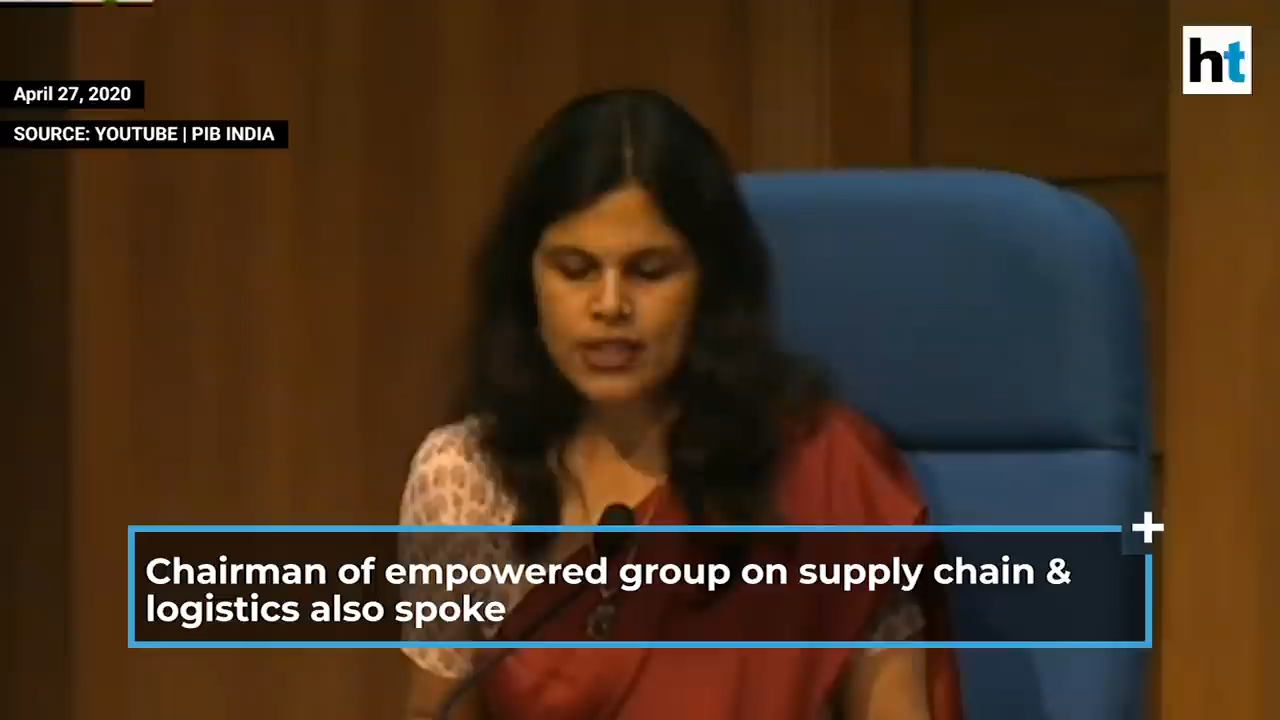 ht
April 27, 2020
SOURCE: YOUTUBE | PIB INDIA
Chairman of empowered group on supply chain &
logistics also spoke